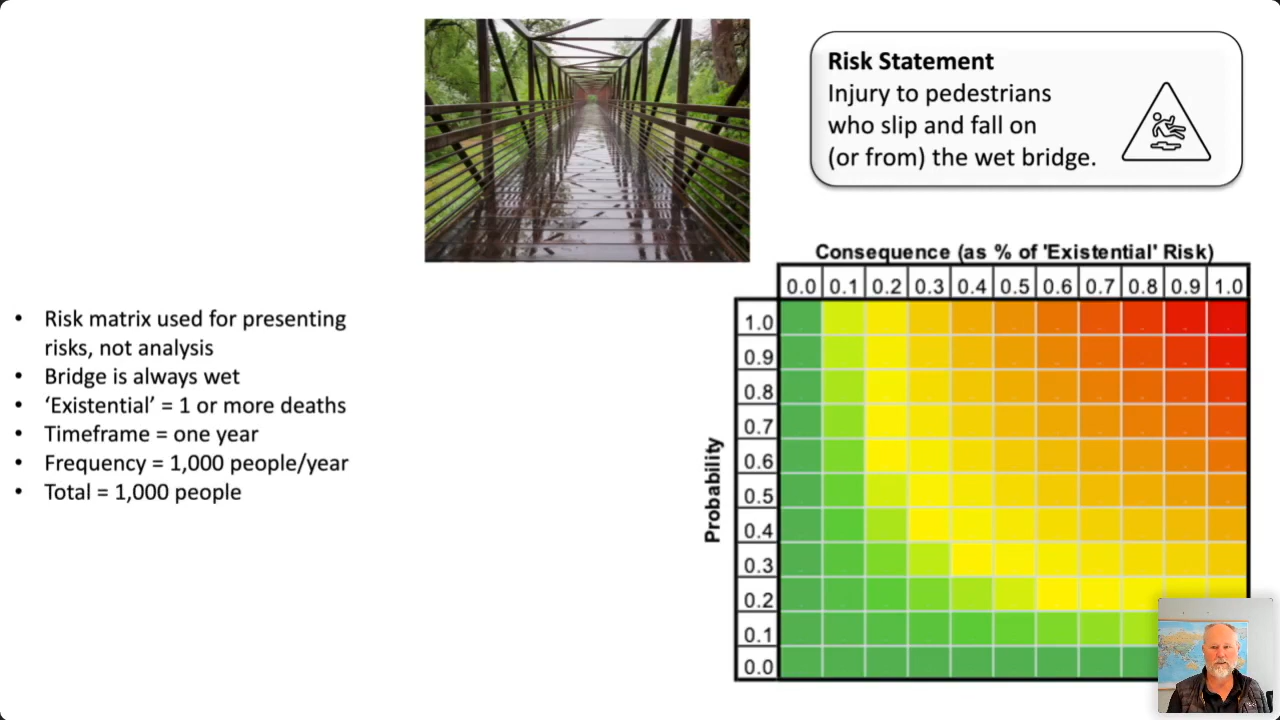 Risk Statement
Injury to pedestrians
who slip and fall on
(or from) the wet bridge.
• Risk matrix used for presenting
risks, not analysis
• Bridge is always wet
• ‘Existential’ = 1 or more deaths
• Timeframe = one year
• Frequency = 1,000 people/year
• Total = 1,000 people
Consequence (as % of 'Existential' Risk)
0.0 0.1 0.2 0.3 0.4 0.5 0.6 0.7 0.8 0.9 1.0
Probability
1.0
0.9
0.8
0.7
0.6
0.5
0.4
0.3
0.2
0.1
0.0